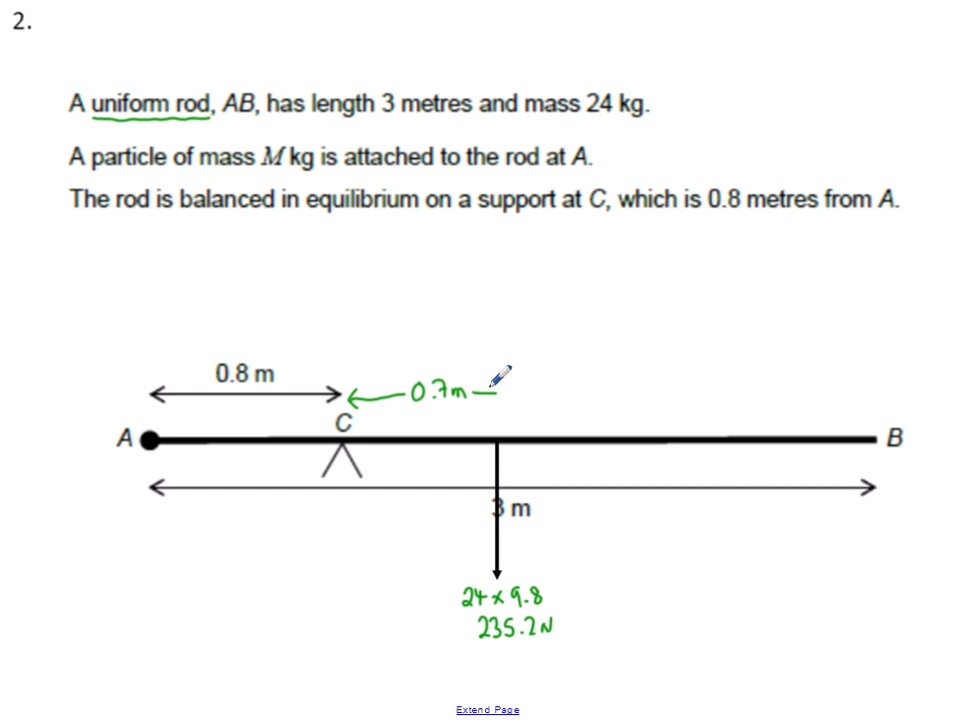 2.
A uniform rod, AB, has length 3 metres and mass 24 kg.
A particle of mass M kg is attached to the rod at A.
The rod is balanced in equilibrium on a support at C, which is 0.8 metres from A.
0.8 m
0.7m
C
A
B
3 m
24 x 9.8
235.2N
Extend Page